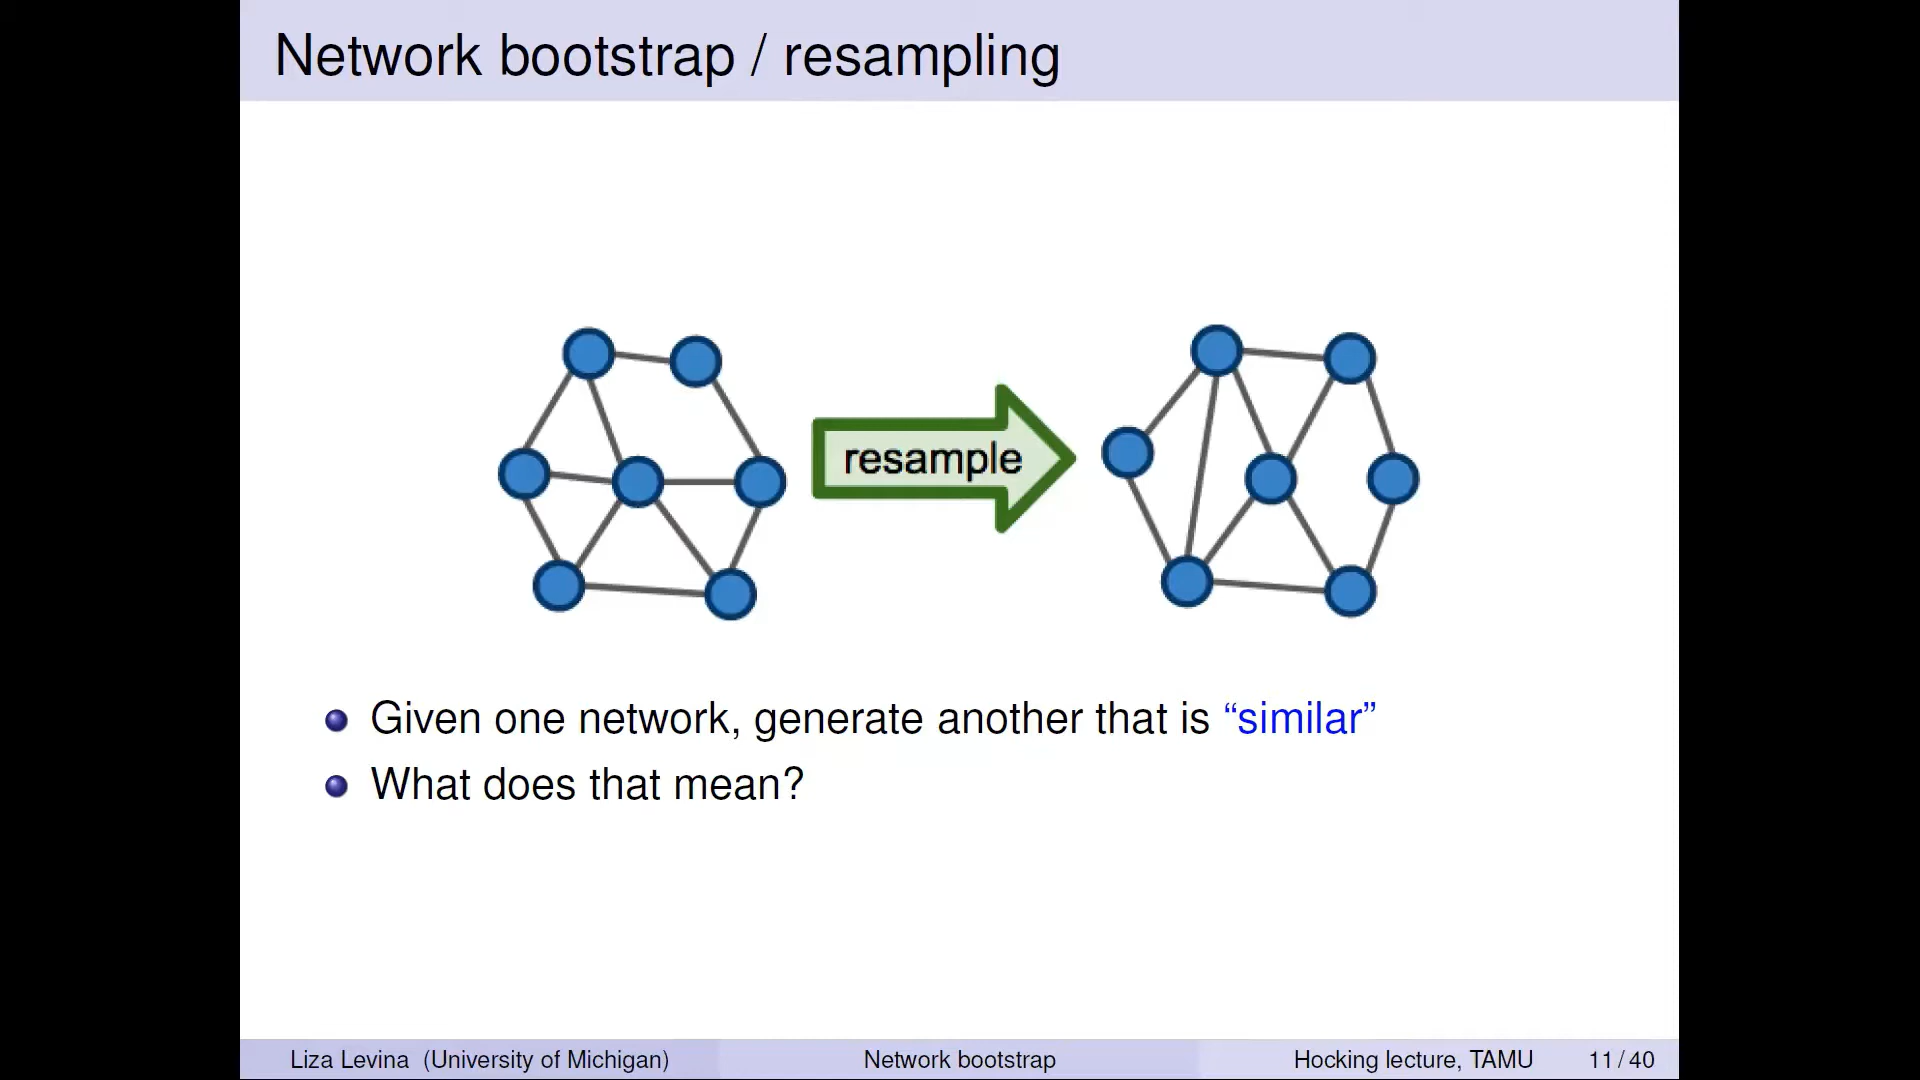 Network bootstrap / resampling
resample
Given one network, generate another that is “similar”
What does that mean?
Liza Levina (University of Michigan)
Network bootstrap
Hocking lecture, TAMU
11 / 40